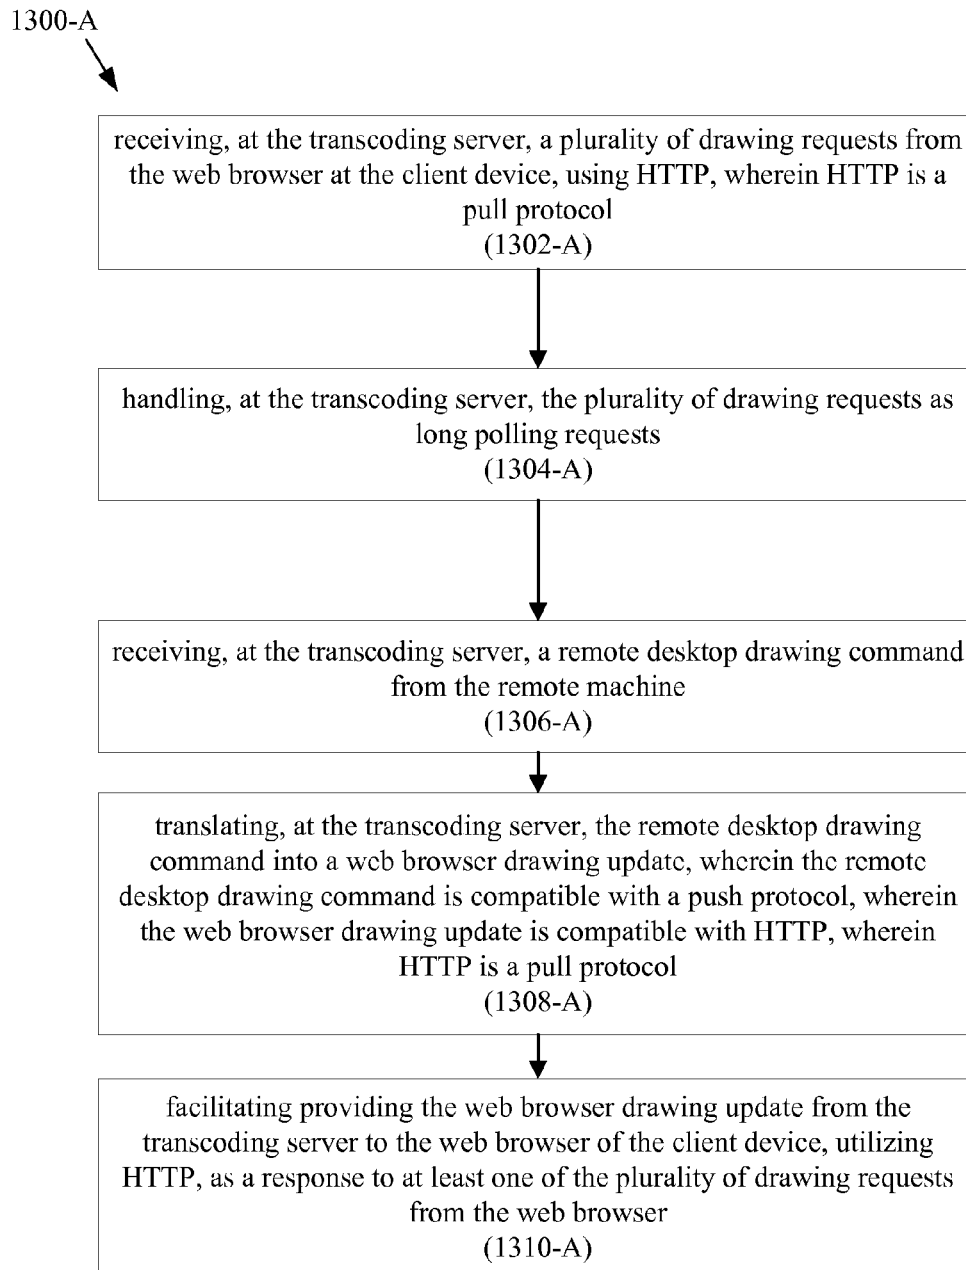 1300-A
receiving, at the transcoding server, a plurality of drawing requests from
the web browser at the client device, using HTTP, wherein HTTP is a
pull protocol
(1302-A)
handling, at the transcoding server, the plurality of drawing requests as
long polling requests
(1304-A)
receiving, at the transcoding server, a remote desktop drawing command
from the remote machine
(1306-A)
translating, at the transcoding server, the remote desktop drawing
command into a web browser drawing update, wherein the remote
desktop drawing command is compatible with a push protocol, wherein
the web browser drawing update is compatible with HTTP, wherein
HTTP is a pull protocol
(1308-A)
facilitating providing the web browser drawing update from the
transcoding server to the web browser of the client device, utilizing
HTTP, as a response to at least one of the plurality of drawing requests
from the web browser
(1310-A)